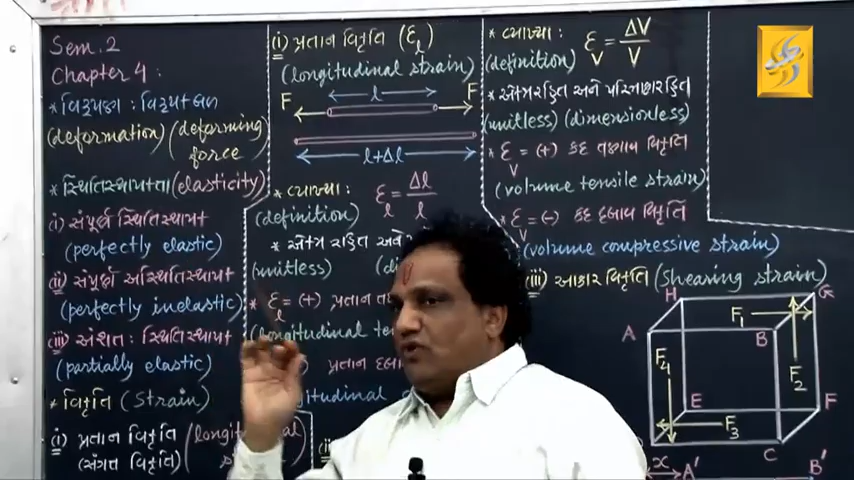 Sem. 2
Chapter 4 :
* વિરૂપણ : વિરૂપક બળ
(deformation) (deforming force)
* સ્થિતિસ્થાપકતા (elasticity)
(i) સંપૂર્ણ સ્થિતિસ્થાપક
(perfectly elastic)
(ii) સંપૂર્ણ અસ્થિતિસ્થાપક
(perfectly inelastic)
(iii) અંશતઃ સ્થિતિસ્થાપક
(partially elastic)
* વિકૃતિ (Strain)
(i) પ્રતાન વિકૃતિ
(સંગત વિકૃતિ)
(i) પ્રતાન વિકૃતિ (εl)
(longitudinal strain)
F l F
l+Δl
* વ્યાખ્યા : εl = Δl/l
(definition)
* એકમ રહિત અને
(unitless)
* εl = (+) પ્રતાન
(longitudinal
પ્રતાન
* વ્યાખ્યા : εV = ΔV/V
(definition)
* એકમરહિત અને પરિમાણરહિત
(unitless) (dimensionless)
* εV = (+) કદ તણાવ વિકૃતિ
(volume tensile strain)
* εV = (-) કદ દબાવ વિકૃતિ
(volume compressive strain)
(iii) આકાર વિકૃતિ (shearing strain)
H G
F1
A B
F4 F2
E F
F3
C
x A' B'